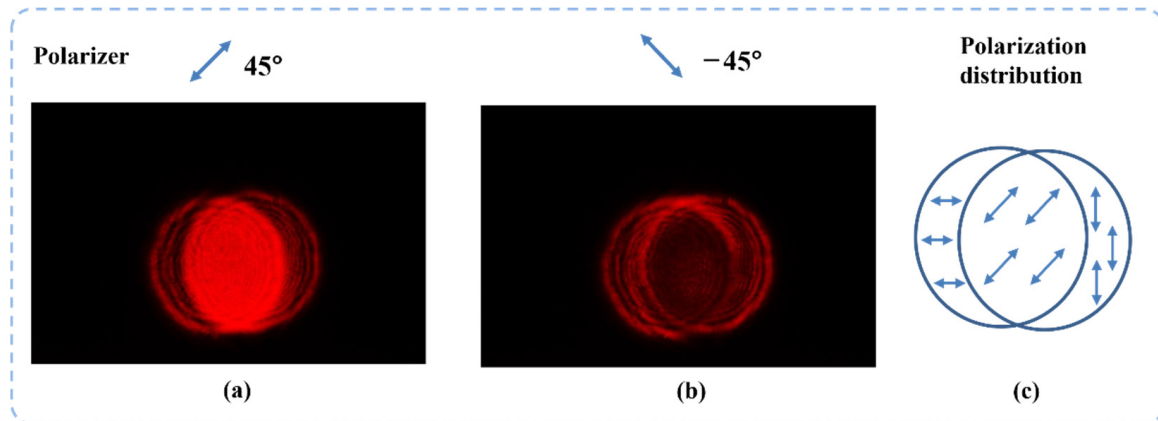 Polarizer
45°
−45°
Polarization
distribution
(a)
(b)
(c)